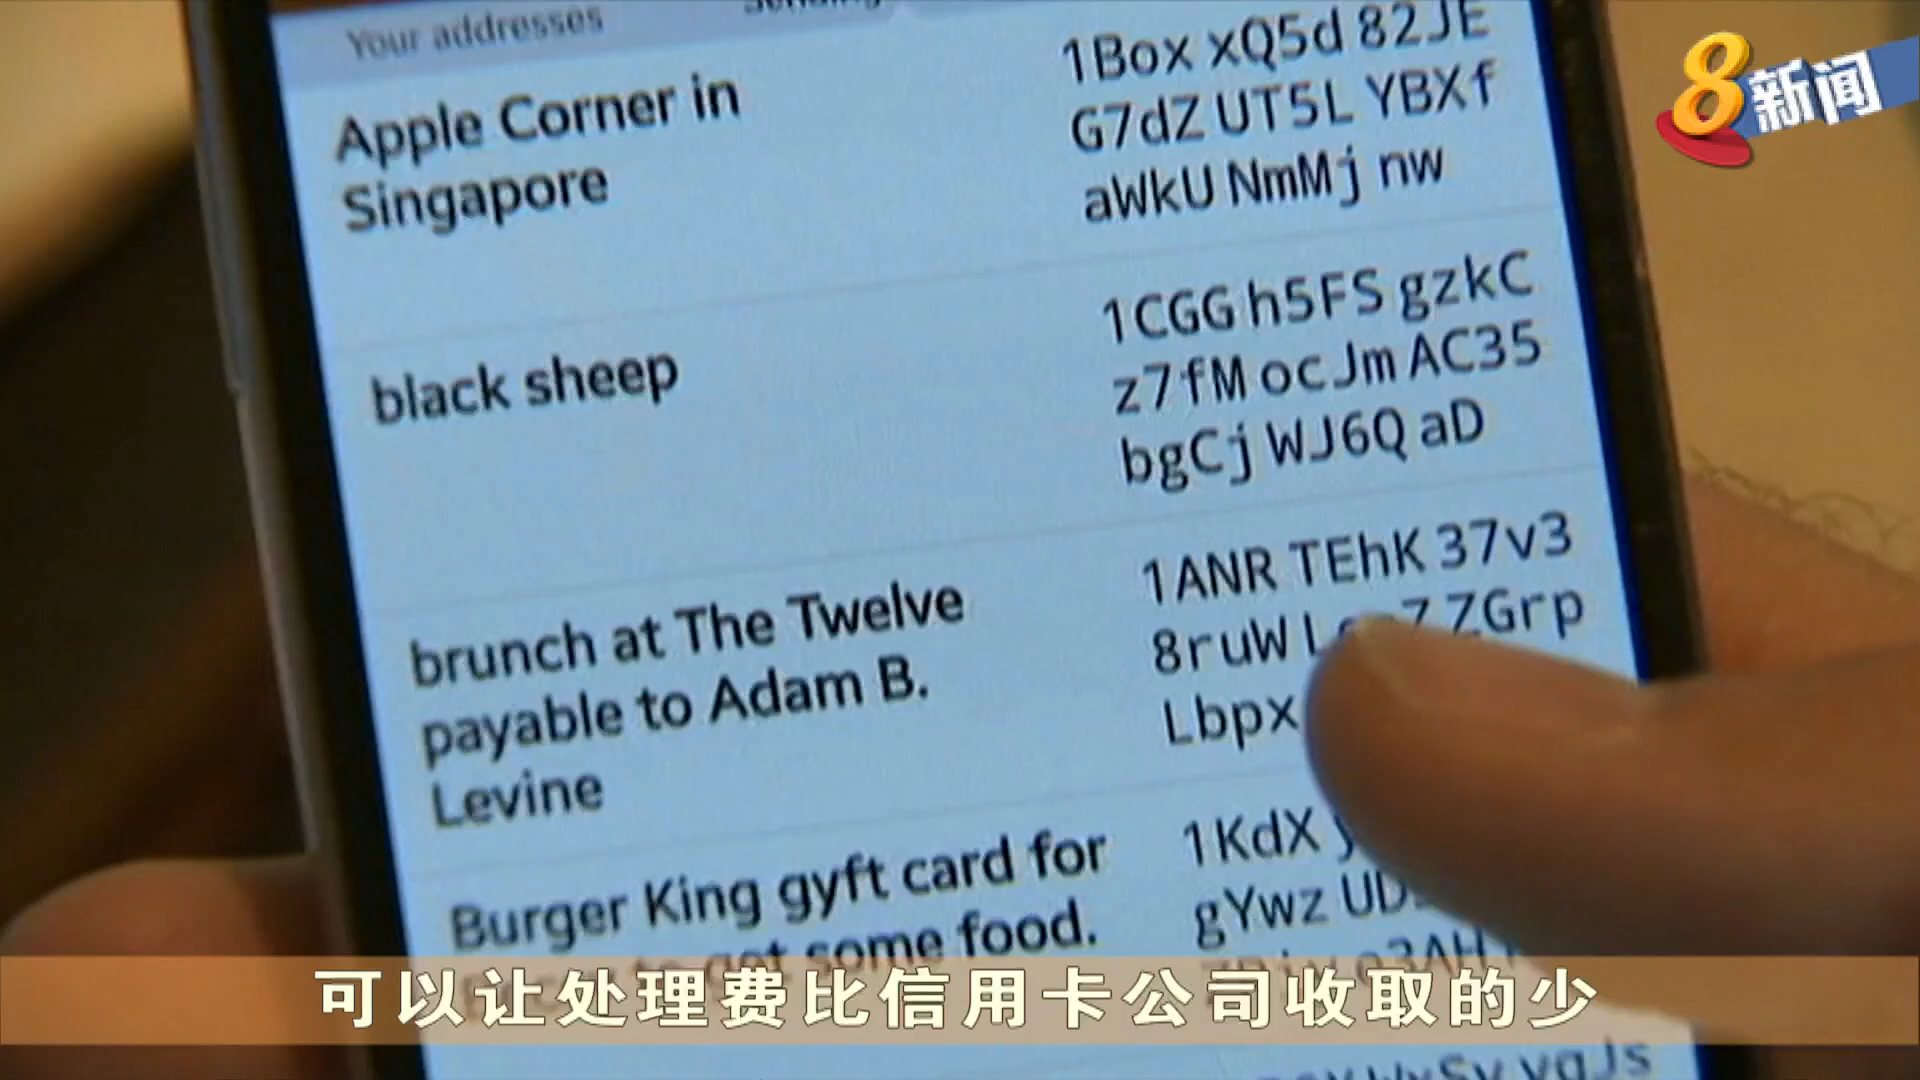 Your addresses
8新闻
Apple Corner in
Singapore
1Box xQ5d 82JE
G7dZ UT5L YBXf
aWkU NmMj nw
black sheep
1CGG h5FS gzkC
z7fM ocJm AC35
bgCj WJ6Q aD
brunch at The Twelve
payable to Adam B.
Levine
1ANR TEhK 37v3
8ruW ZGrp
Lbpx
Burger King gyft card for
to get some food.
1KdX
gYwz
可以让处理费比信用卡公司收取的少